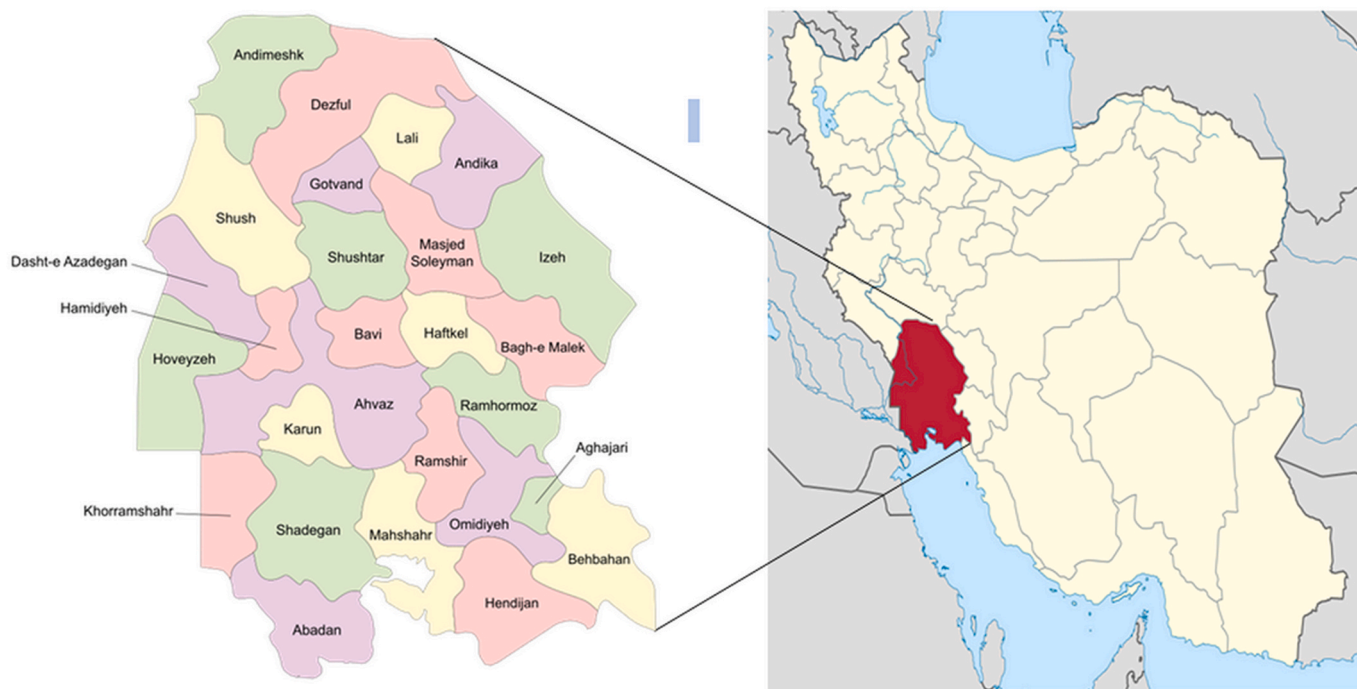 Andimeshk
Dezful
Lali
Andika
Gotvand
Shush
Masjed
Soleyman
Shushtar
Izeh
Dasht-e Azadegan
Hamidiyeh
Bavi
Haftkel
Bagh-e Malek
Hoveyzeh
Ahvaz
Ramhormoz
Karun
Aghajari
Ramshir
Khorramshahr
Shadegan
Mahshahr
Omidiyeh
Behbahan
Hendijan
Abadan